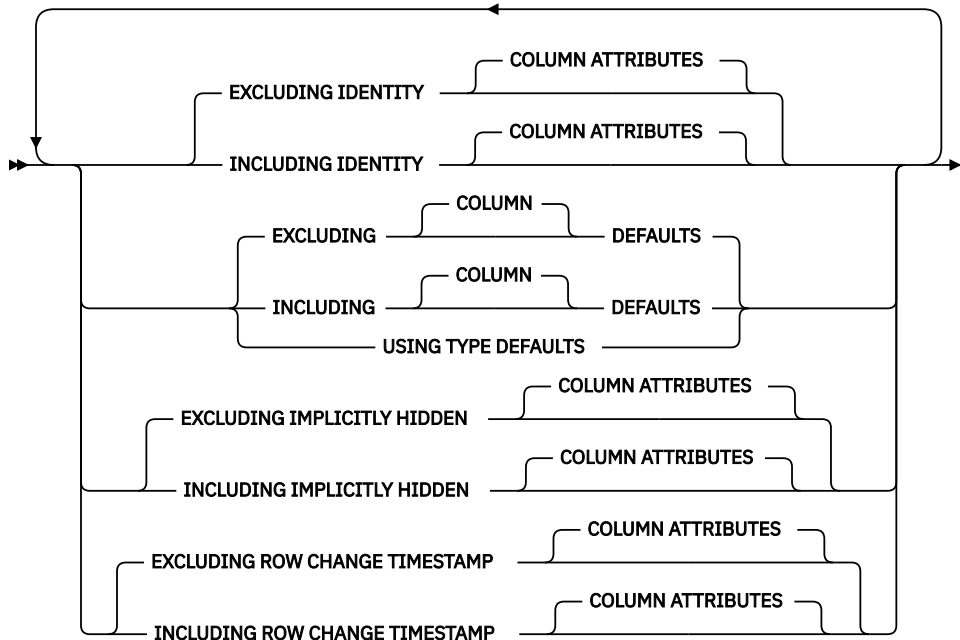 COLUMN ATTRIBUTES
EXCLUDING IDENTITY
COLUMN ATTRIBUTES
INCLUDING IDENTITY
COLUMN
EXCLUDING DEFAULTS
COLUMN
INCLUDING DEFAULTS
USING TYPE DEFAULTS
COLUMN ATTRIBUTES
EXCLUDING IMPLICITLY HIDDEN
COLUMN ATTRIBUTES
INCLUDING IMPLICITLY HIDDEN
COLUMN ATTRIBUTES
EXCLUDING ROW CHANGE TIMESTAMP
COLUMN ATTRIBUTES
INCLUDING ROW CHANGE TIMESTAMP